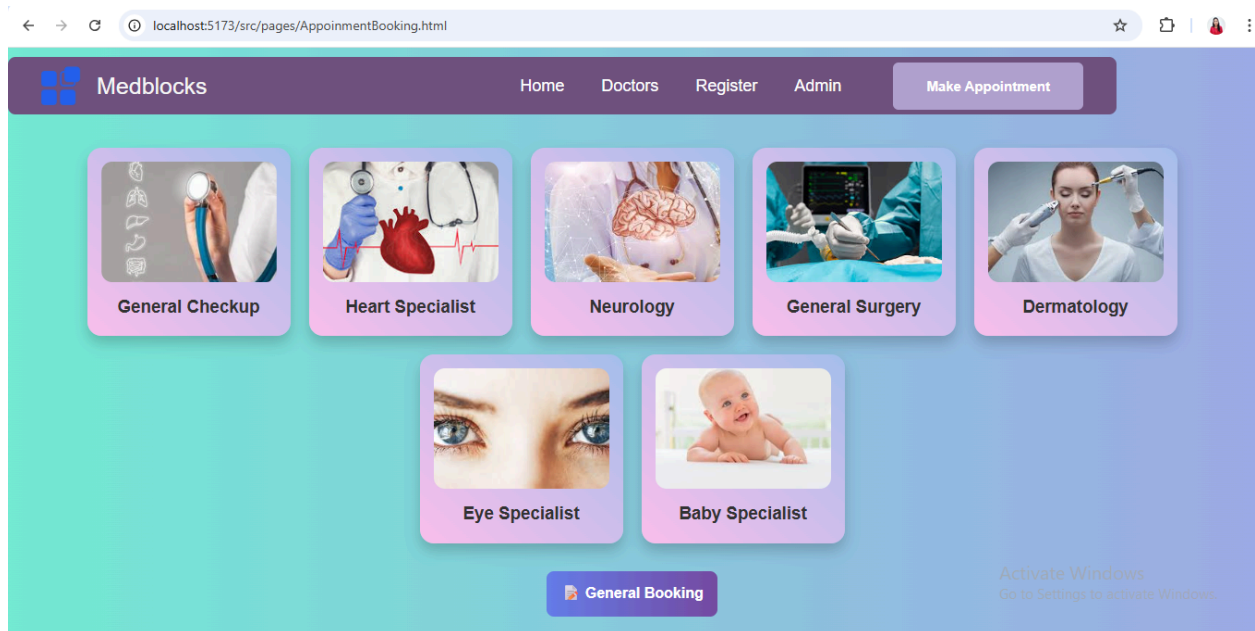 localhost:5173/src/pages/AppoinmentBooking.html
Medblocks
Home Doctors Register Admin Make Appointment
General Checkup Heart Specialist Neurology General Surgery Dermatology
Eye Specialist Baby Specialist
General Booking
Activate Windows
Go to Settings to activate Windows.